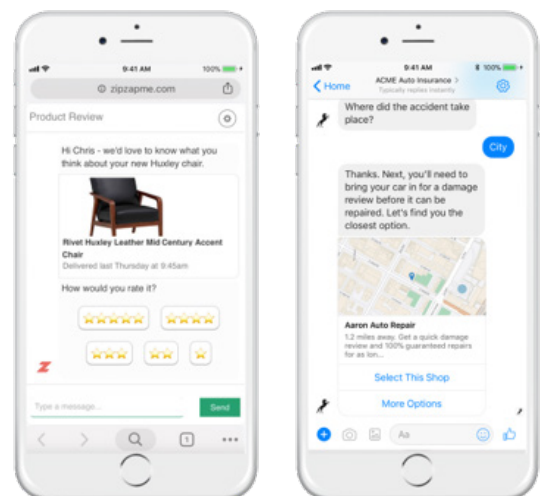 9:41 AM
100%
zipzapme.com
Product Review
Hi Chris - we'd love to know what you
think about your new Huxley chair.
Rivet Huxley Leather Mid Century Accent
Chair
Delivered last Thursday at 9:45am
How would you rate it?
Z
Type a message...
Send
1
9:41 AM
100%
Home
ACME Auto Insurance
Typically replies instantly
Where did the accident take
place?
City
Thanks. Next, you'll need to
bring your car in for a damage
review before it can be
repaired. Let's find you the
closest option.
Aaron Auto Repair
1.2 miles away. Get a quick damage
review and 100% guaranteed repairs
for as lon...
Select This Shop
More Options
Aa